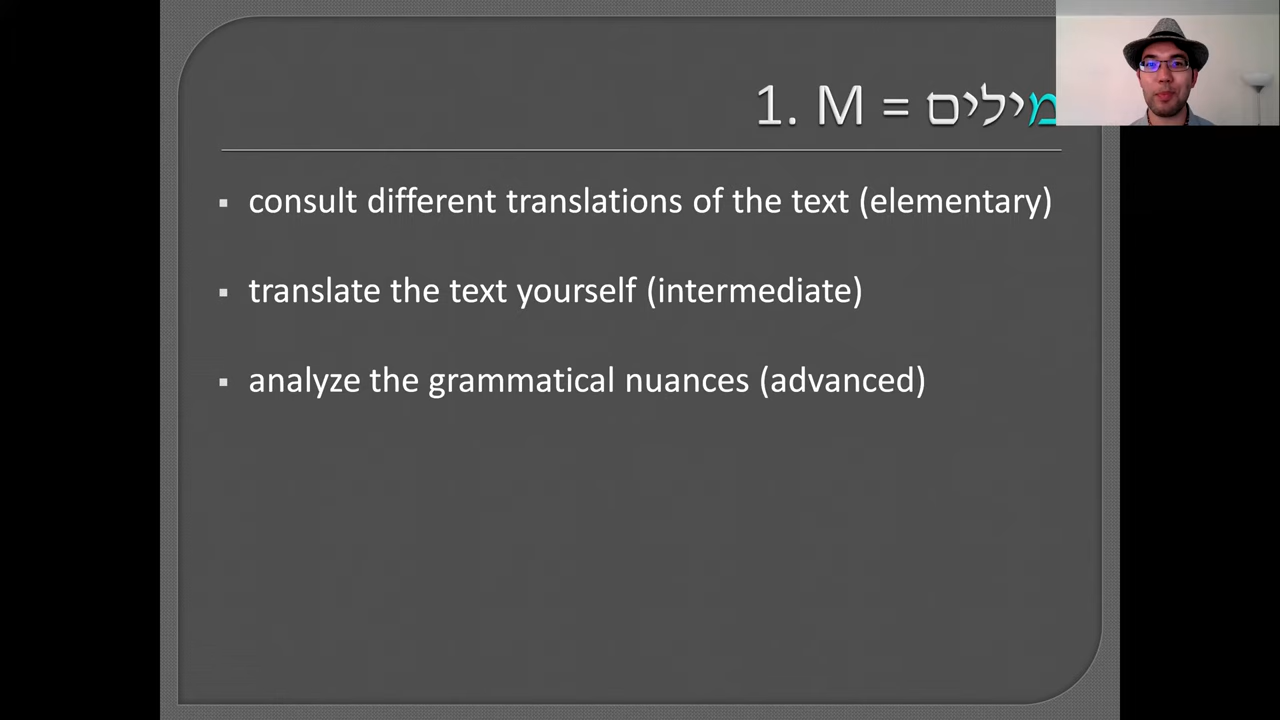 1. M = מילים
▪ consult different translations of the text (elementary)
▪ translate the text yourself (intermediate)
▪ analyze the grammatical nuances (advanced)